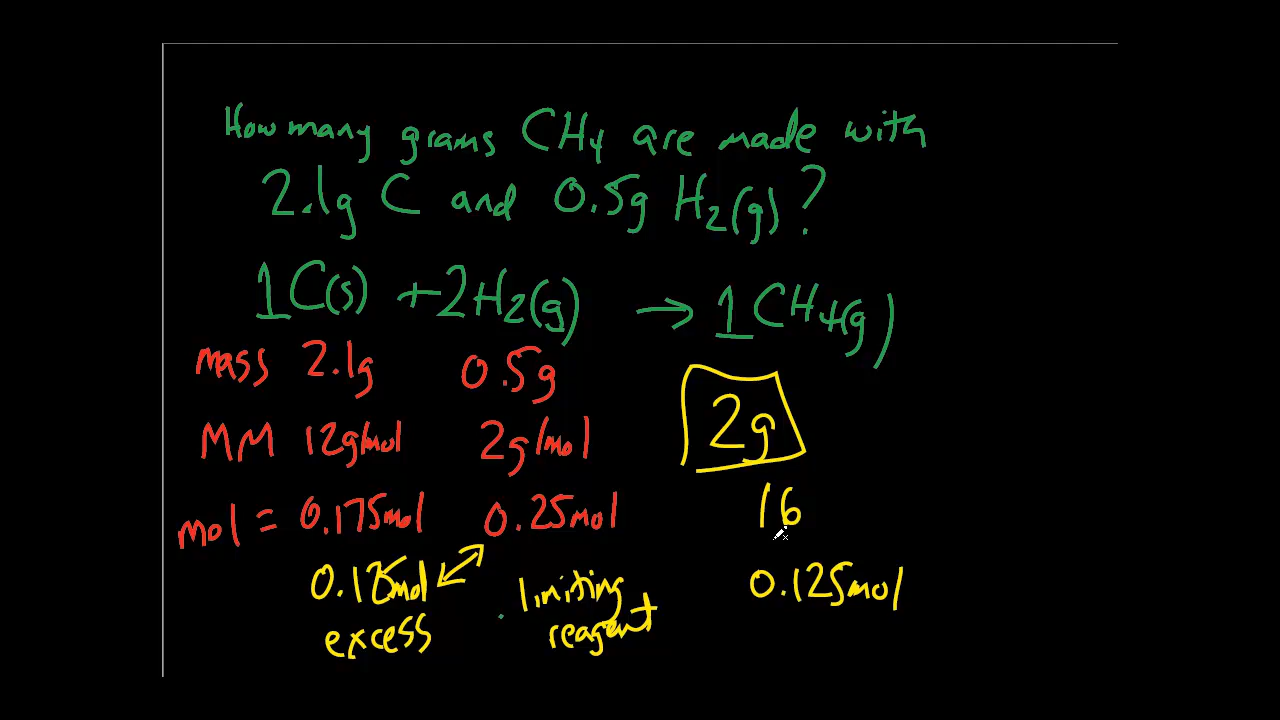 How many grams CH4 are made with
2.1g C and 0.5g H2(g)?
1C(s) + 2H2(g) → 1CH4(g)
mass 2.1g 0.5g 2g
MM 12g/mol 2g/mol 16
mol = 0.175mol 0.25mol
0.125mol limiting 0.125mol
excess reagent